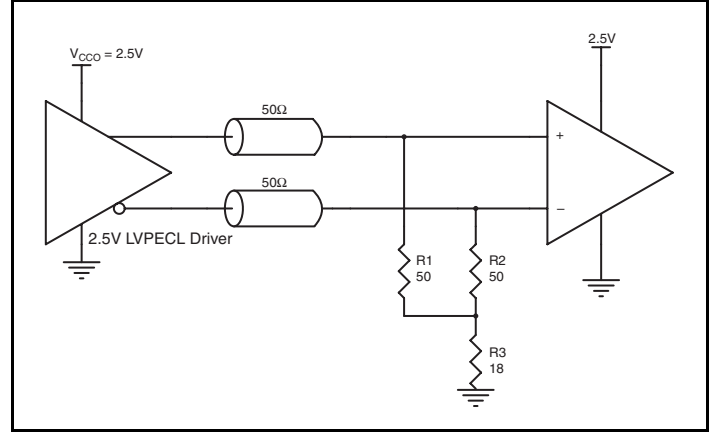 V_CCO = 2.5V
2.5V
50Ω
50Ω
+
−
2.5V LVPECL Driver
R1
50
R2
50
R3
18